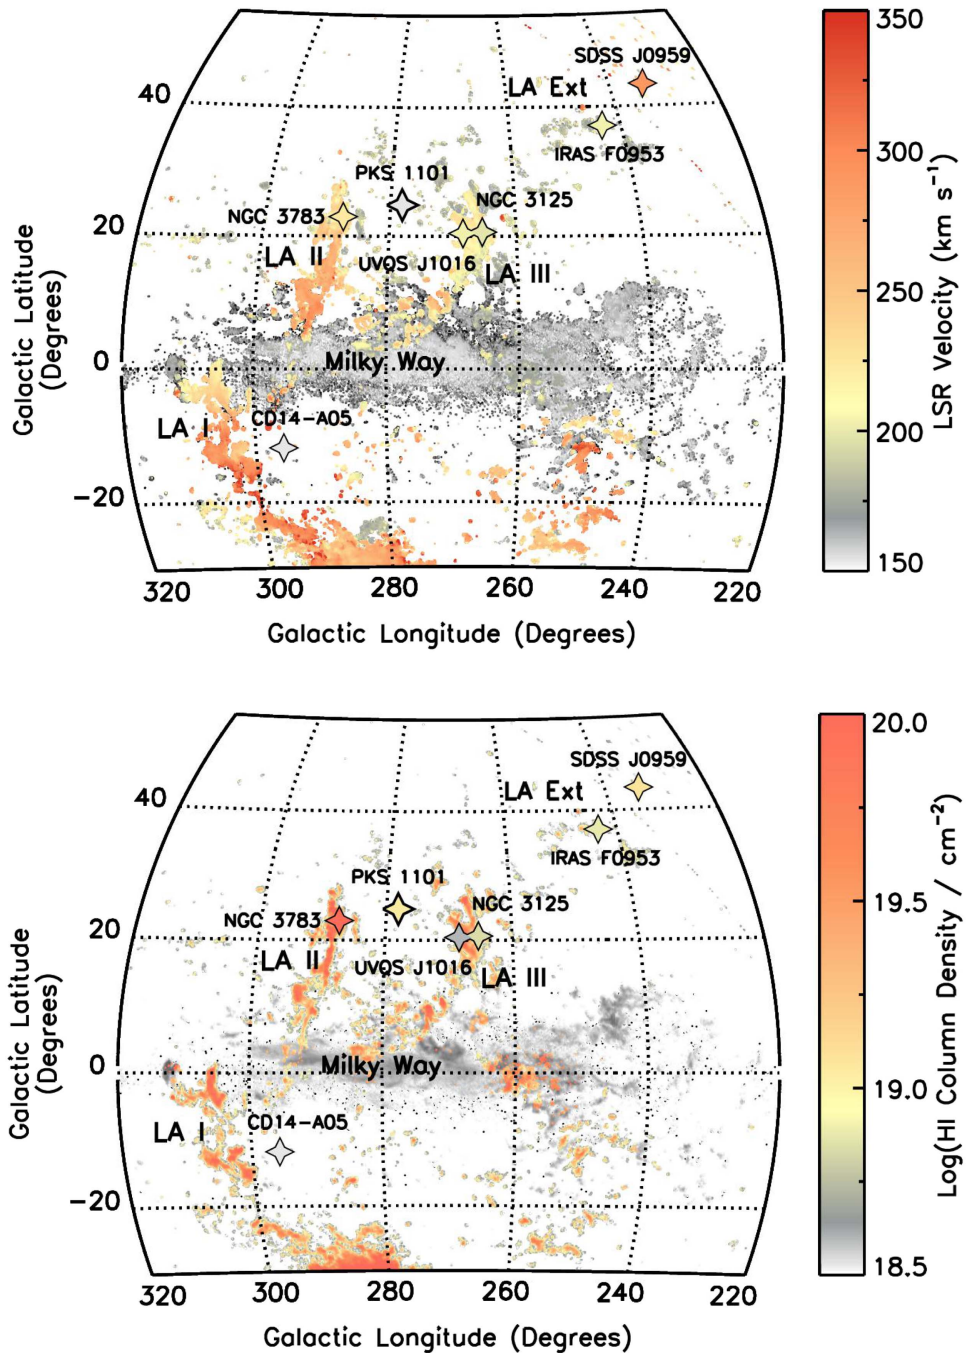 350
SDSS J0959
40
LA Ext
300
IRAS F0953
PKS 1101
NGC 3783
NGC 3125
20
LA II
UVQS J1016
LA III
250
0
Milky Way
LA I
CD14-A05
200
-20
150
320
300
280
260
240
220
Galactic Longitude (Degrees)
Galactic Latitude
(Degrees)
LSR Velocity (km s⁻¹)
20.0
SDSS J0959
40
LA Ext
IRAS F0953
PKS 1101
19.5
NGC 3783
NGC 3125
20
LA II
UVQS J1016
LA III
0
Milky Way
19.0
LA I
CD14-A05
-20
18.5
320
300
280
260
240
220
Galactic Longitude (Degrees)
Galactic Latitude
(Degrees)
Log(HI Column Density / cm⁻²)